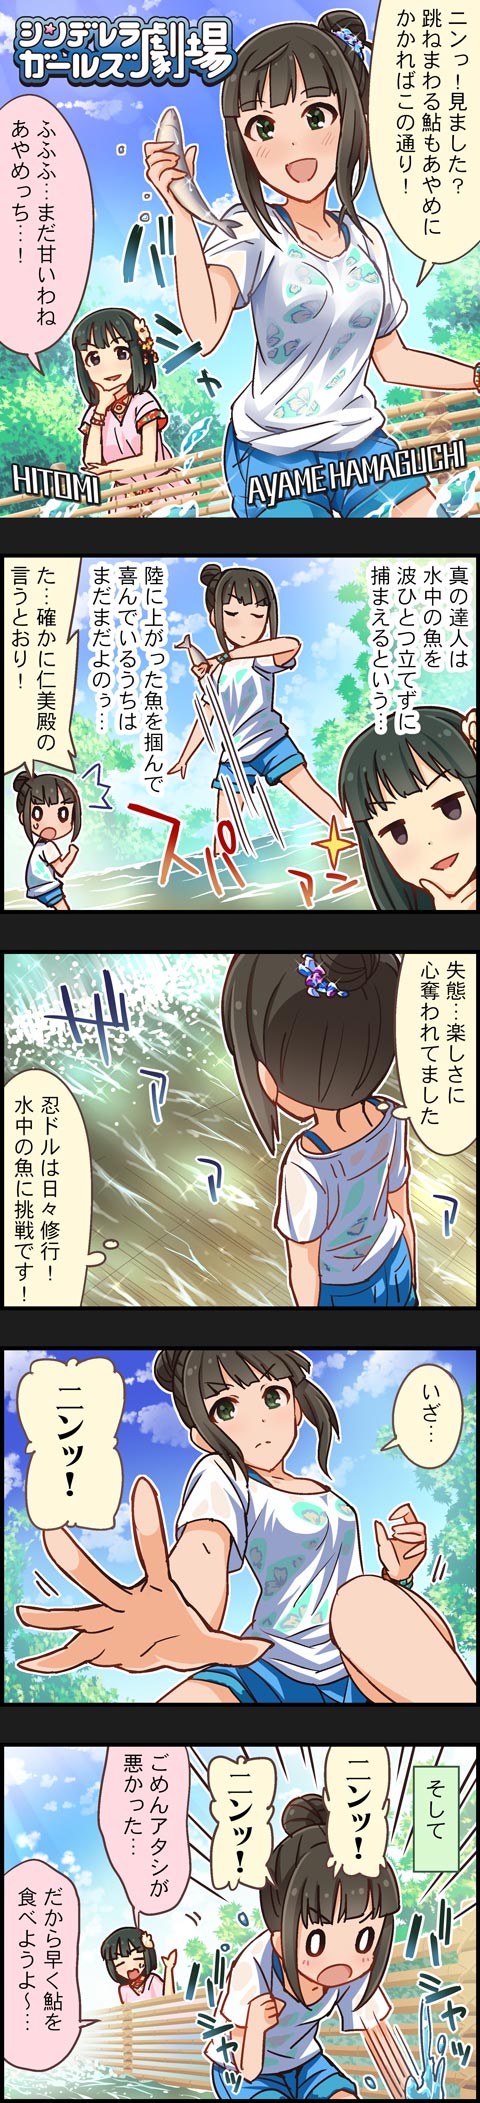 シンデレラ
ガールズ劇場
ニンっ！見ました？
跳ねまわる鮎もあやめに
かかればこの通り！
ふふふ…まだ甘いわね
あやめっち…！
シャ
HITOMI
AYAME HAMAGUCHI
真の達人は
水中の魚を
波ひとつ立てずに
捕まえるという…
陸に上がった魚を掴んで
喜んでいるうちは
まだまだよのぅ…
た…確かに仁美殿の
言うとおり！
スパ
アン
失態…楽しさに
心奪われてました
忍ドルは日々修行！
水中の魚に挑戦です！
いざ…
ニンッ！
そして
ニンッ！
ニンッ！
ごめんアタシが
悪かった…
だから早く鮎を
食べようよ〜…
バシャッ
バシャッ